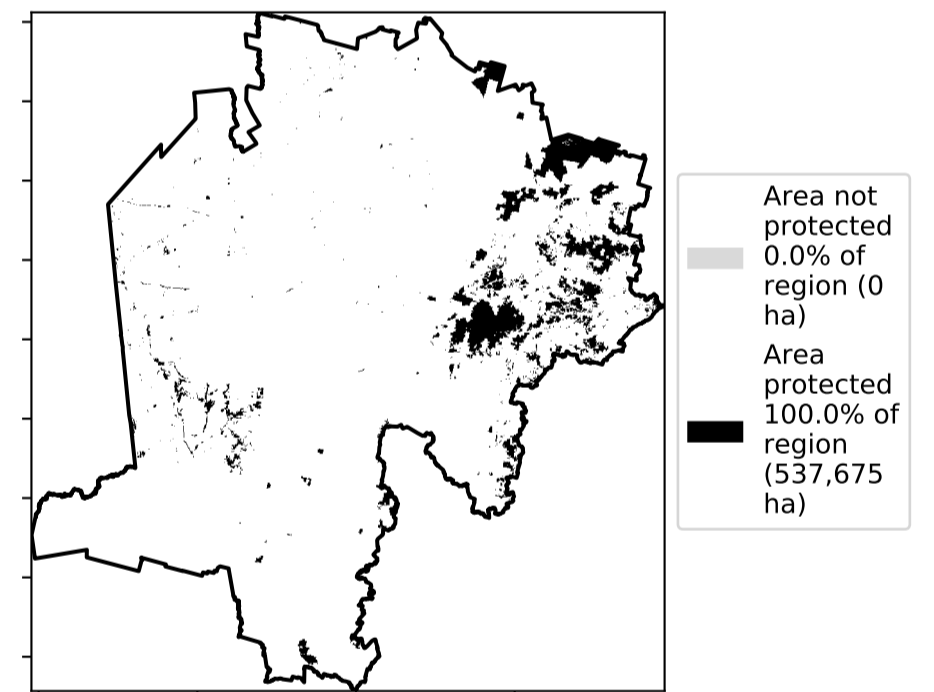 Area not
protected
0.0% of
region (0
ha)
Area
protected
100.0% of
region
(537,675
ha)